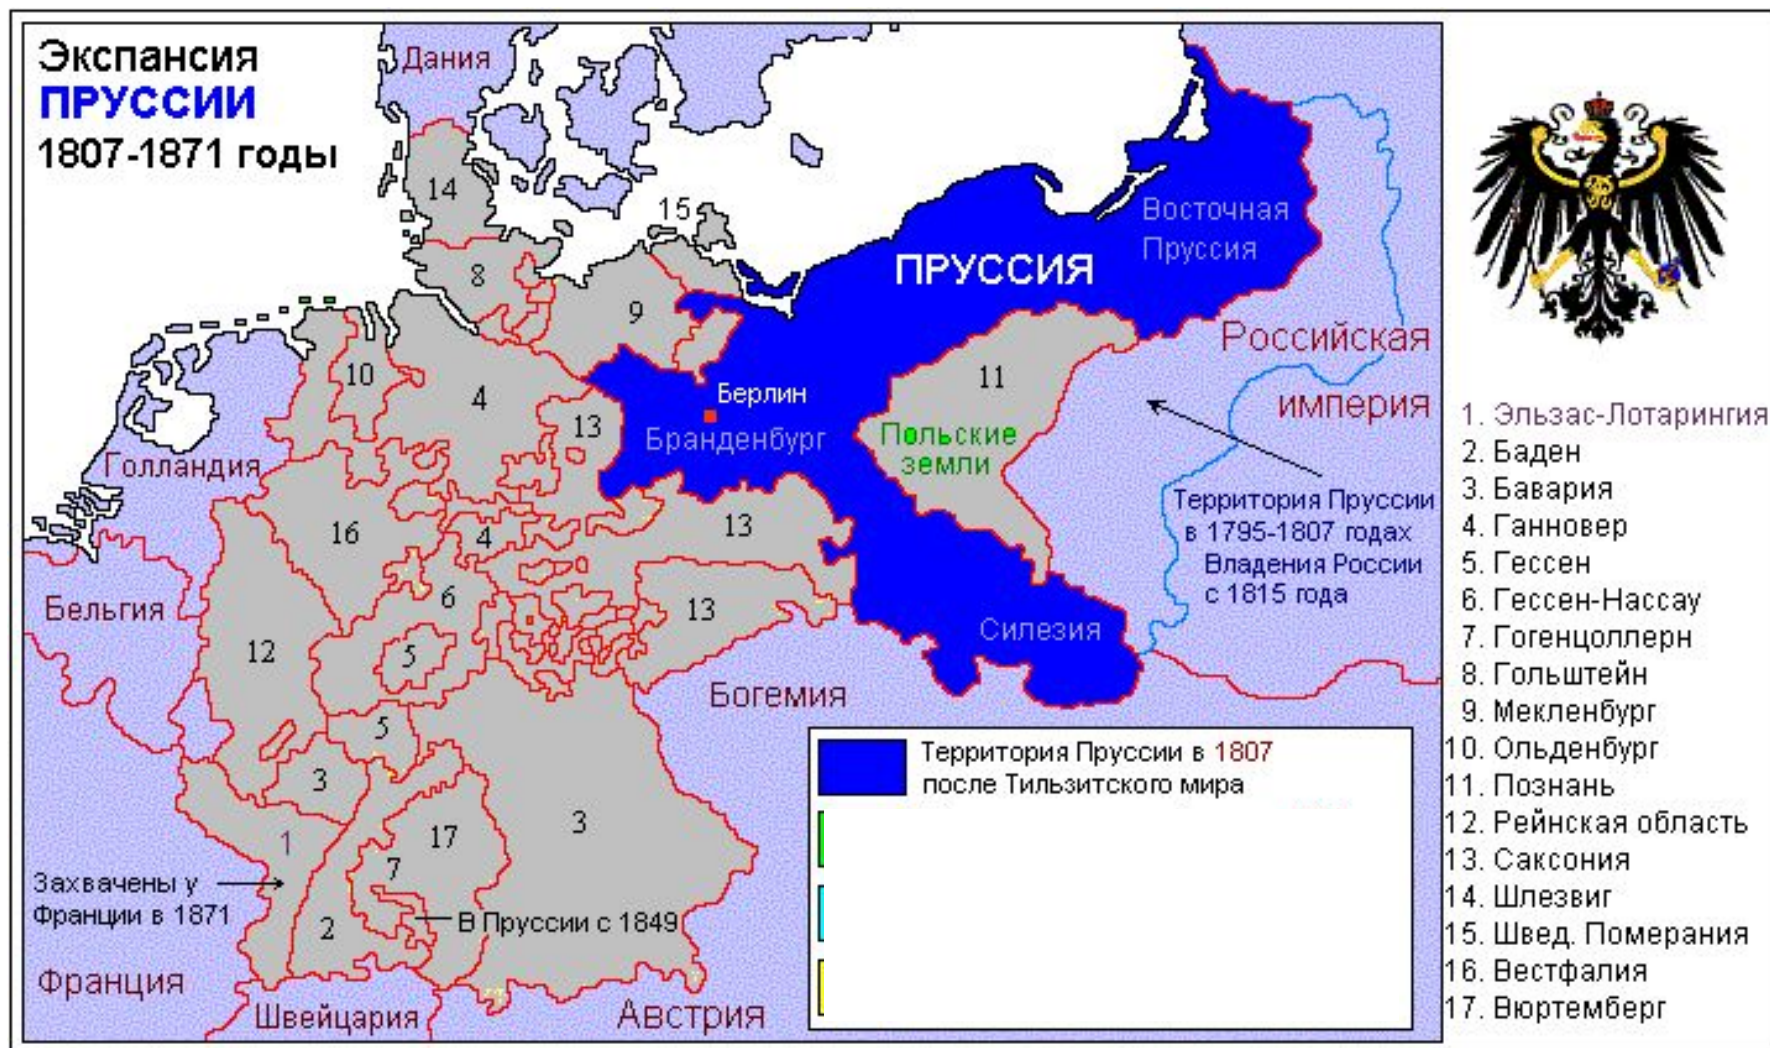 Экспансия
ПРУССИИ
1807-1871 годы
Дания
14
15
8
9
10
4
13
Берлин
Бранденбург
ПРУССИЯ
Восточная
Пруссия
11
Польские
земли
Российская
империя
Голландия
Территория Пруссии
в 1795-1807 годах
Владения России
с 1815 года
16
4
13
Бельгия
6
13
12
5
Силезия
Богемия
5
3
1
17
3
7
Захвачены у
Франции в 1871
2
В Пруссии с 1849
Франция
Швейцария
Австрия
Территория Пруссии в 1807
после Тильзитского мира
1. Эльзас-Лотарингия
2. Баден
3. Бавария
4. Ганновер
5. Гессен
6. Гессен-Нассау
7. Гогенцоллерн
8. Гольштейн
9. Мекленбург
10. Ольденбург
11. Познань
12. Рейнская область
13. Саксония
14. Шлезвиг
15. Швед. Померания
16. Вестфалия
17. Вюртемберг